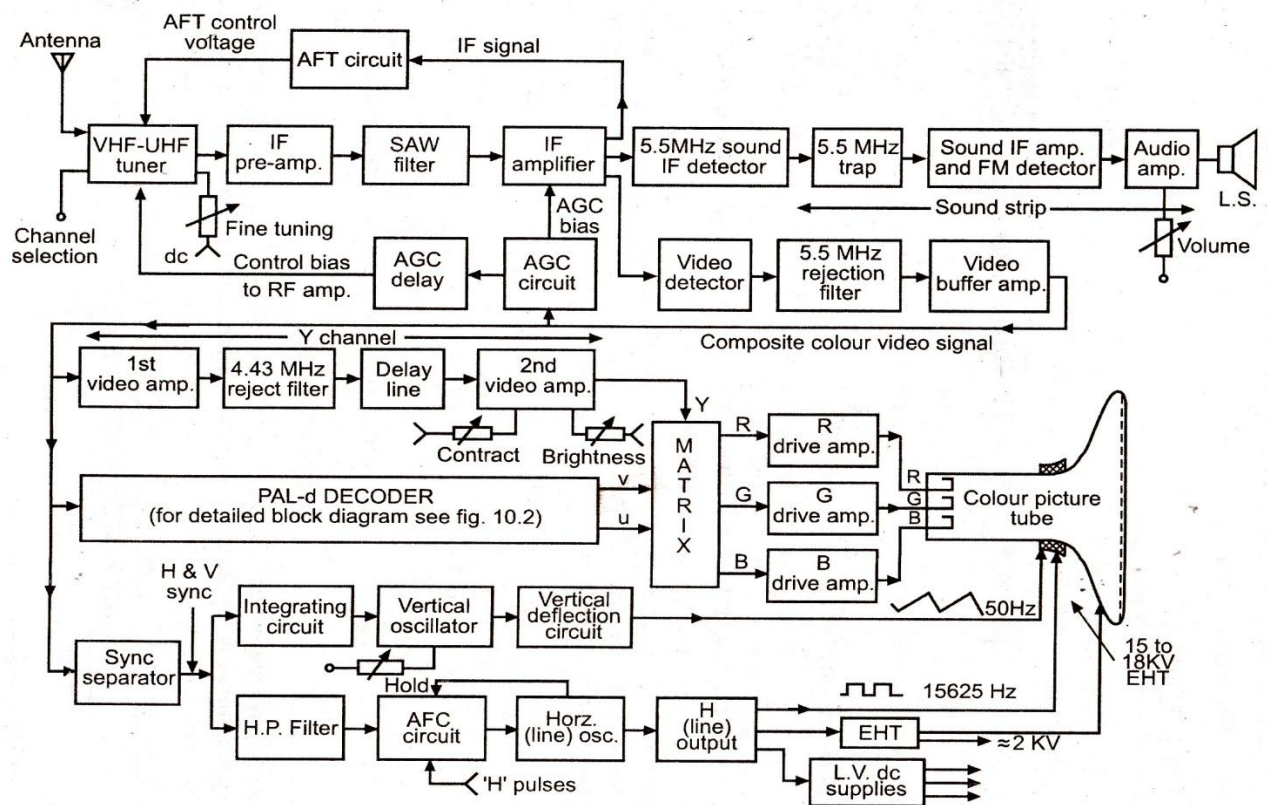 AFT control
voltage
Antenna
AFT circuit
IF signal
VHF-UHF
tuner
IF
pre-amp.
SAW
filter
IF
amplifier
5.5MHz sound
IF detector
5.5 MHz
trap
Sound IF amp.
and FM detector
Audio
amp.
L.S.
Sound strip
Volume
Channel
selection
Fine tuning
dc
Control bias
to RF amp.
AGC
delay
AGC
circuit
AGC
bias
Video
detector
5.5 MHz
rejection
filter
Video
buffer amp.
Composite colour video signal
Y channel
1st
video amp.
4.43 MHz
reject filter
Delay
line
2nd
video amp.
Y
Contract
Brightness
PAL-d DECODER
(for detailed block diagram see fig. 10.2)
v
u
MATRIX
R
G
B
R
drive amp.
G
drive amp.
B
drive amp.
R
G
B
Colour picture
tube
H & V
sync
Sync
separator
Integrating
circuit
Vertical
oscillator
Vertical
deflection
circuit
50Hz
Hold
15 to
18KV
EHT
H.P. Filter
AFC
circuit
Horz.
(line) osc.
H
(line)
output
15625 Hz
EHT
≈2 KV
'H' pulses
L.V. dc
supplies